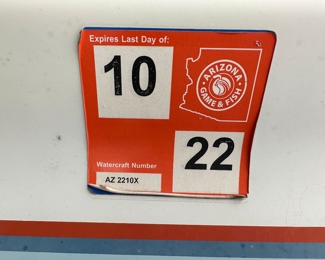 Expires Last Day of:
10
ARIZONA
GAME & FISH
22
Watercraft Number
AZ 2210X